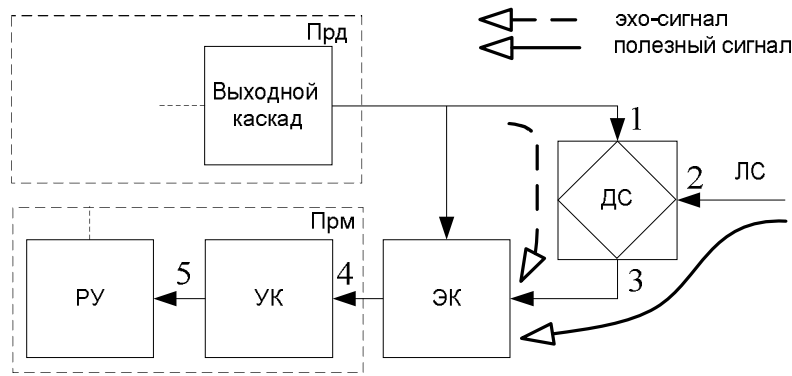 эхо-сигнал
полезный сигнал
Прд
Выходной
каскад
1
2
ЛС
ДС
3
Прм
РУ
5
УК
4
ЭК